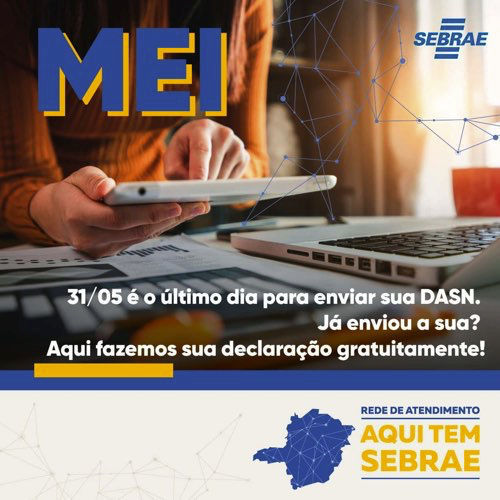 MEI
SEBRAE
31/05 é o último dia para enviar sua DASN.
Já enviou a sua?
Aqui fazemos sua declaração gratuitamente!
REDE DE ATENDIMENTO
AQUI TEM
SEBRAE